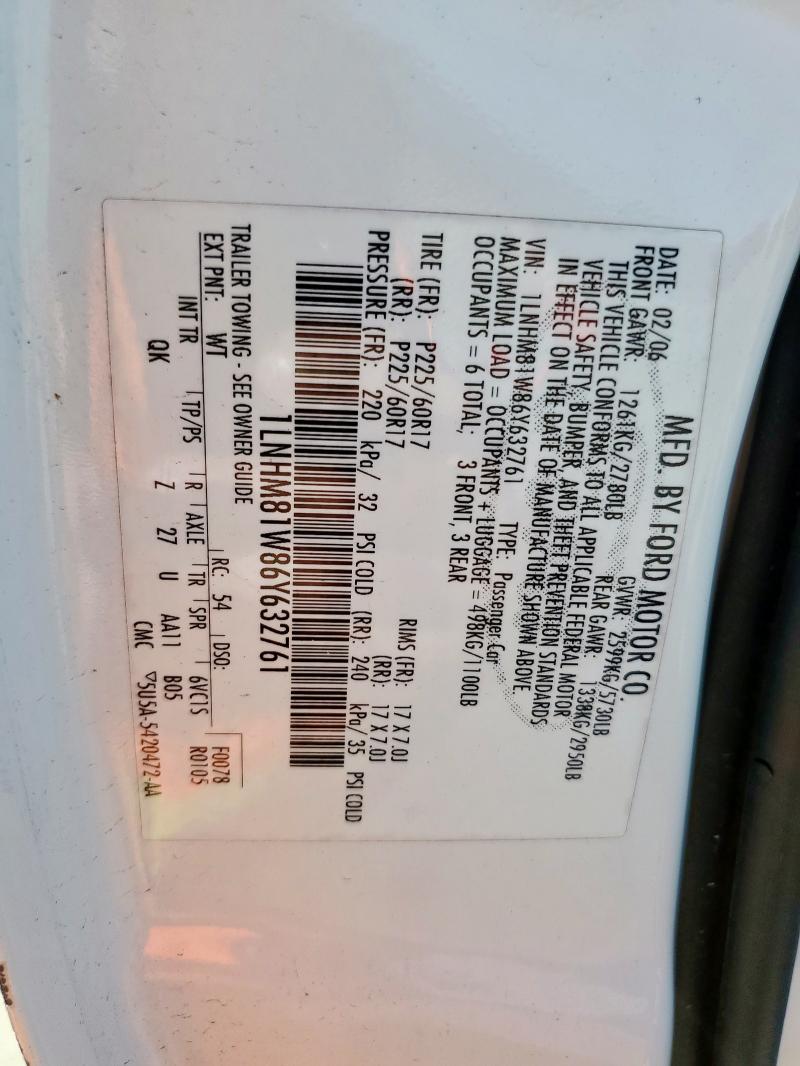 MFD. BY FORD MOTOR CO.
DATE: 02/06 GVWR: 2599KG/5730LB
FRONT GAWR: 1261KG/2780LB REAR GAWR: 1338KG/2950LB
THIS VEHICLE CONFORMS TO ALL APPLICABLE FEDERAL MOTOR
VEHICLE SAFETY, BUMPER, AND THEFT PREVENTION STANDARDS
IN EFFECT ON THE DATE OF MANUFACTURE SHOWN ABOVE.
VIN: 1LNHM81W86Y632761 TYPE: Passenger Car
MAXIMUM LOAD = OCCUPANTS + LUGGAGE = 498KG/1100LB
OCCUPANTS = 6 TOTAL; 3 FRONT, 3 REAR
TIRE (FR): P225/60R17 RIMS (FR): 17 X 7.0J
(RR): P225/60R17 (RR): 17 X 7.0J
PRESSURE (FR): 220 kPa/ 32 PSI COLD (RR): 240 kPa/ 35 PSI COLD
1LNHM81W86Y632761
TRAILER TOWING - SEE OWNER GUIDE
EXT PNT: WT RC: 54 DSO: F0078
INT TR TP/PS R AXLE TR SPR 6VC1S R0105
QK Z 27 U AA11 B05
CMC ▽5U5A-5420472-AA